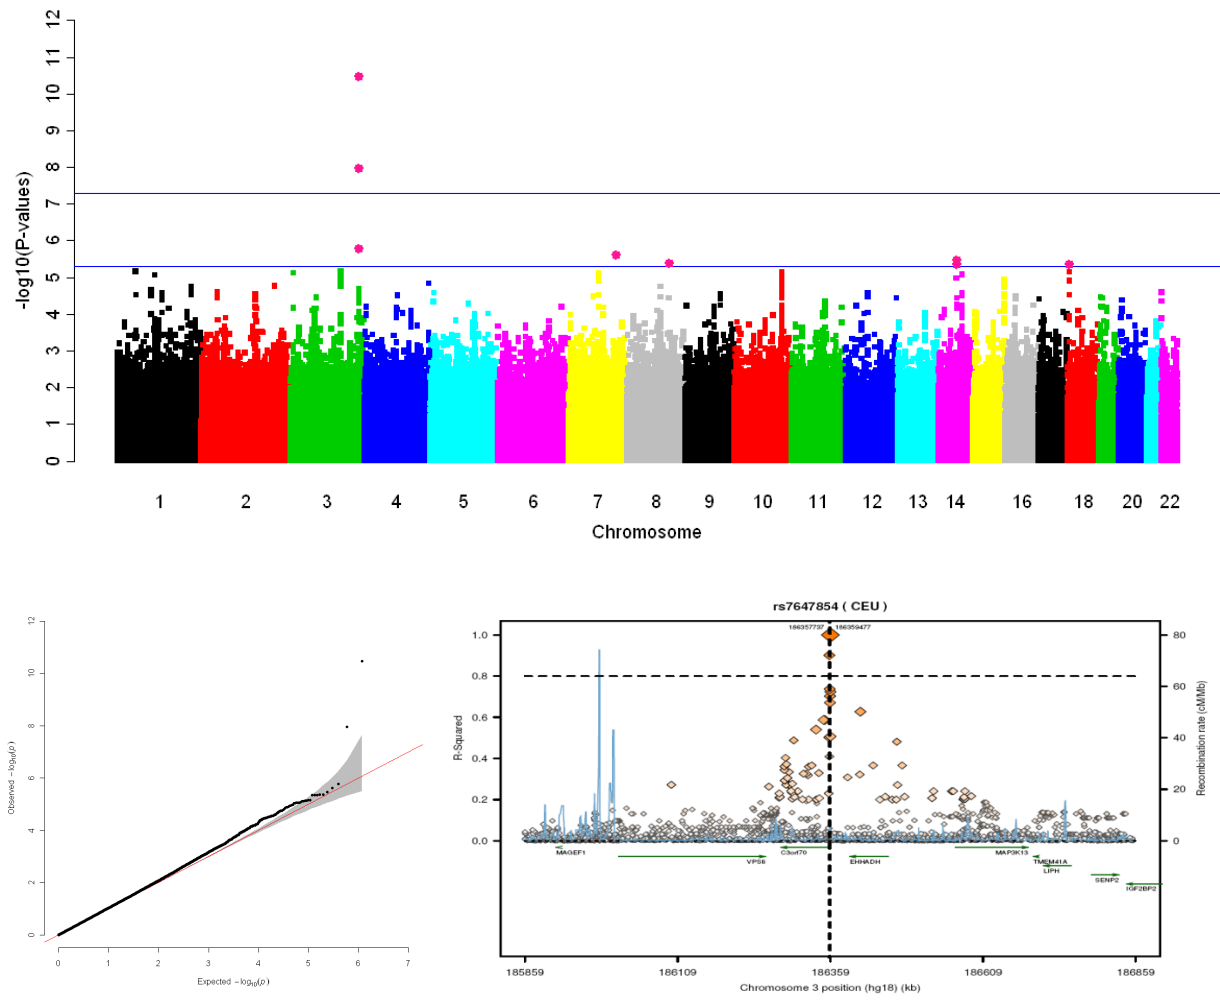 12
11
10
9
8
7
6
5
4
3
2
1
0
-log10(P-values)
1 2 3 4 5 6 7 8 9 10 11 12 13 14 16 18 20 22
Chromosome
12
10
8
6
4
2
0
Observed −log10(p)
0 1 2 3 4 5 6 7
Expected −log10(p)
rs7647854 ( CEU )
186357737 186359477
1.0
0.8
0.6
0.4
0.2
0.0
R-Squared
80
60
40
20
0
Recombination rate (cM/Mb)
MAGEF1
VPS8
C3orf70
EHHADH
MAP3K13
TMEM41A
LIPH
SENP2
IGF2BP2
185859 186109 186359 186609 186859
Chromosome 3 position (hg18) (kb)